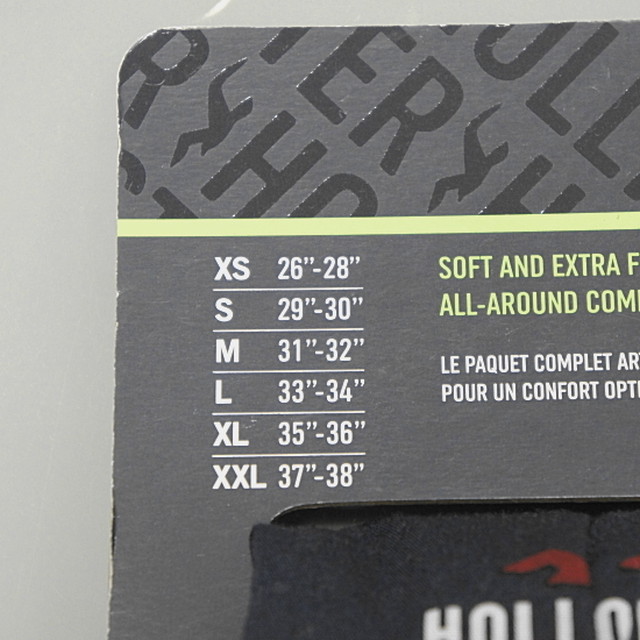 XS 26”-28”
S 29”-30”
M 31”-32”
L 33”-34”
XL 35”-36”
XXL 37”-38”
SOFT AND EXTRA
ALL-AROUND
LE PAQUET COMPLET
POUR UN CONFORT